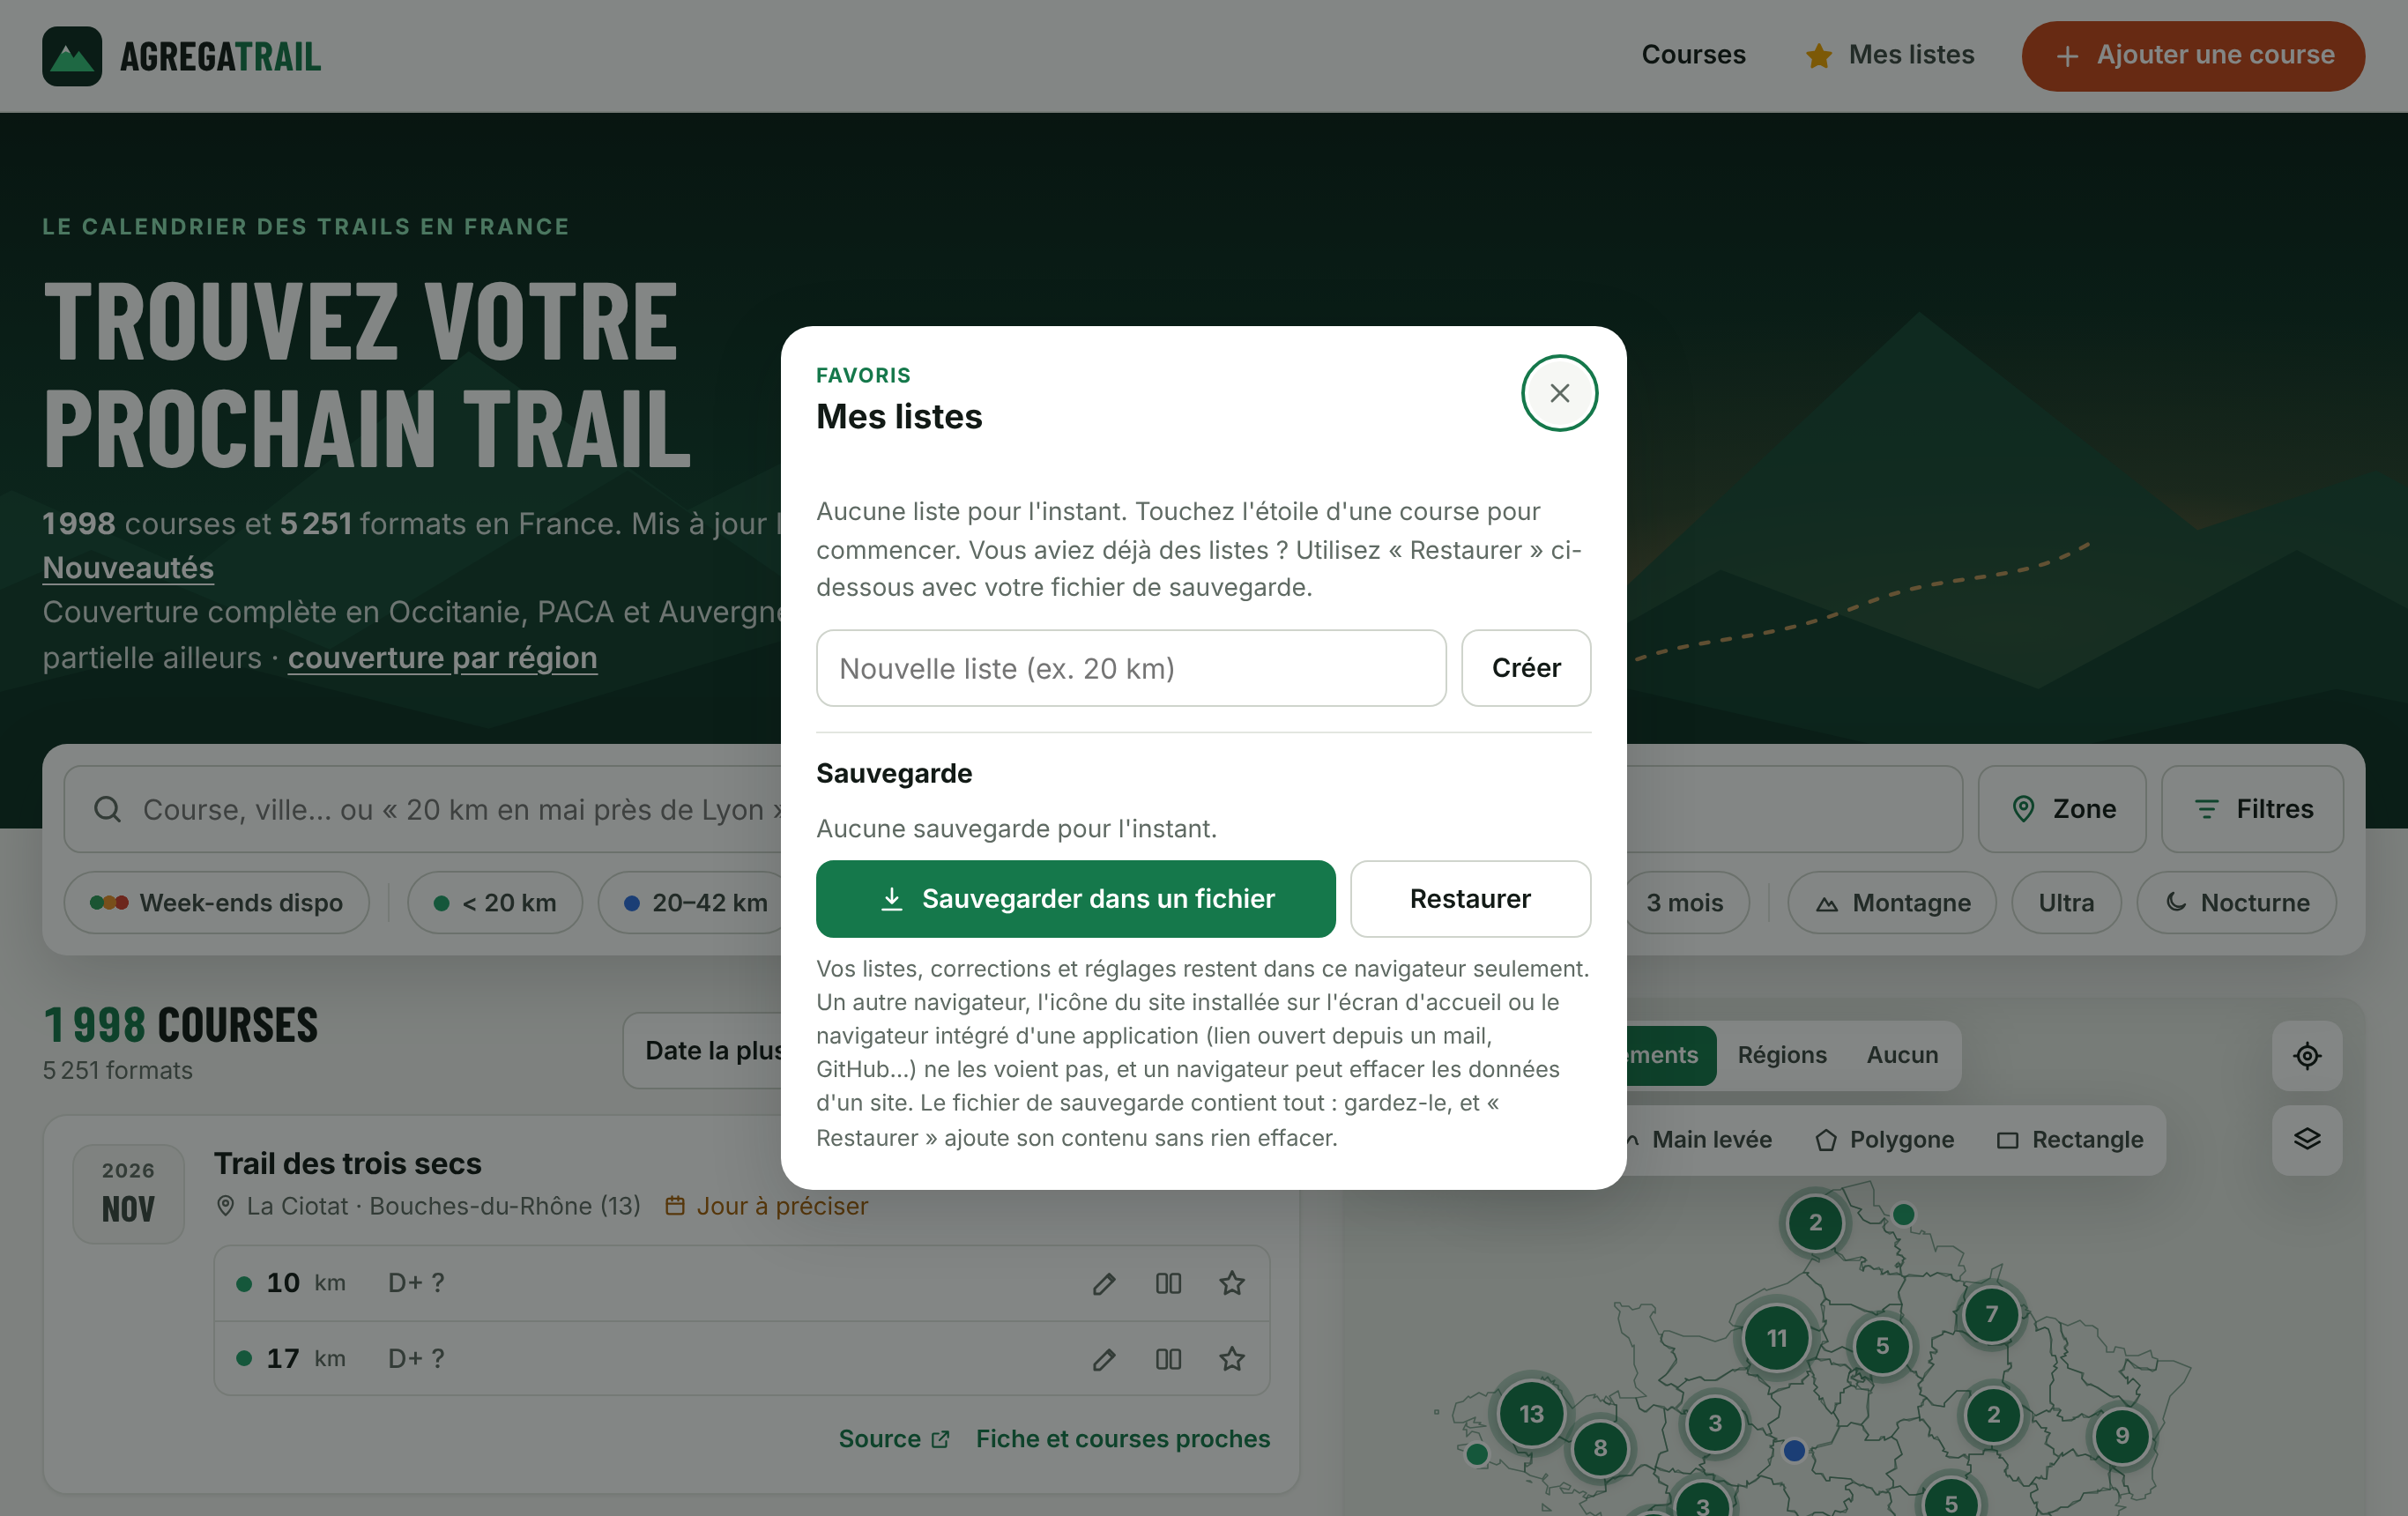 AGREGATRAIL
Courses
Mes listes
Ajouter une course
LE CALENDRIER DES TRAILS EN FRANCE
TROUVEZ VOTRE
PROCHAIN TRAIL
1 998 courses et 5 251 formats en France. Mis à jour
Nouveautés
Couverture complète en Occitanie, PACA et Auvergne
partielle ailleurs · couverture par région
FAVORIS
Mes listes
Aucune liste pour l'instant. Touchez l'étoile d'une course pour
commencer. Vous aviez déjà des listes ? Utilisez « Restaurer » ci-
dessous avec votre fichier de sauvegarde.
Nouvelle liste (ex. 20 km)
Créer
Sauvegarde
Aucune sauvegarde pour l'instant.
Sauvegarder dans un fichier
Restaurer
Vos listes, corrections et réglages restent dans ce navigateur seulement.
Un autre navigateur, l'icône du site installée sur l'écran d'accueil ou le
navigateur intégré d'une application (lien ouvert depuis un mail,
GitHub...) ne les voient pas, et un navigateur peut effacer les données
d'un site. Le fichier de sauvegarde contient tout : gardez-le, et «
Restaurer » ajoute son contenu sans rien effacer.
Course, ville... ou « 20 km en mai près de Lyon »
Zone
Filtres
Week-ends dispo
< 20 km
20–42 km
3 mois
Montagne
Ultra
Nocturne
1 998 COURSES
5 251 formats
Date la plus
Régions
Aucun
Main levée
Polygone
Rectangle
2026
NOV
Trail des trois secs
La Ciotat · Bouches-du-Rhône (13)
Jour à préciser
10 km D+ ?
17 km D+ ?
Source
Fiche et courses proches
2
7
11
5
13
8
3
2
9
3
5